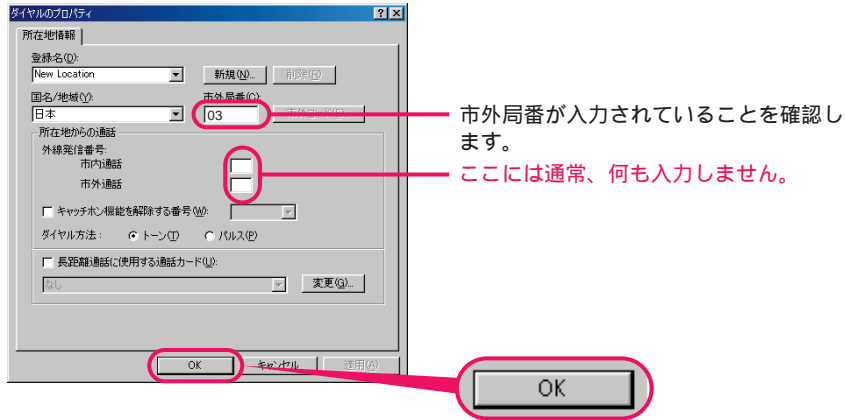 ダイヤルのプロパティ
所在地情報
登録名(D):
New Location
新規(N)...
削除(R)
国名/地域(Y):
市外局番(C):
日本
03
市外局番が入力されていることを確認し
ます。
所在地からの通話
外線発信番号:
市内通話
市外通話
ここには通常、何も入力しません。
キャッチホン機能を解除する番号(W):
ダイヤル方法:
トーン(T)
パルス(P)
長距離通話に使用する通話カード(U):
なし
変更(G)...
OK
キャンセル
適用(A)
OK